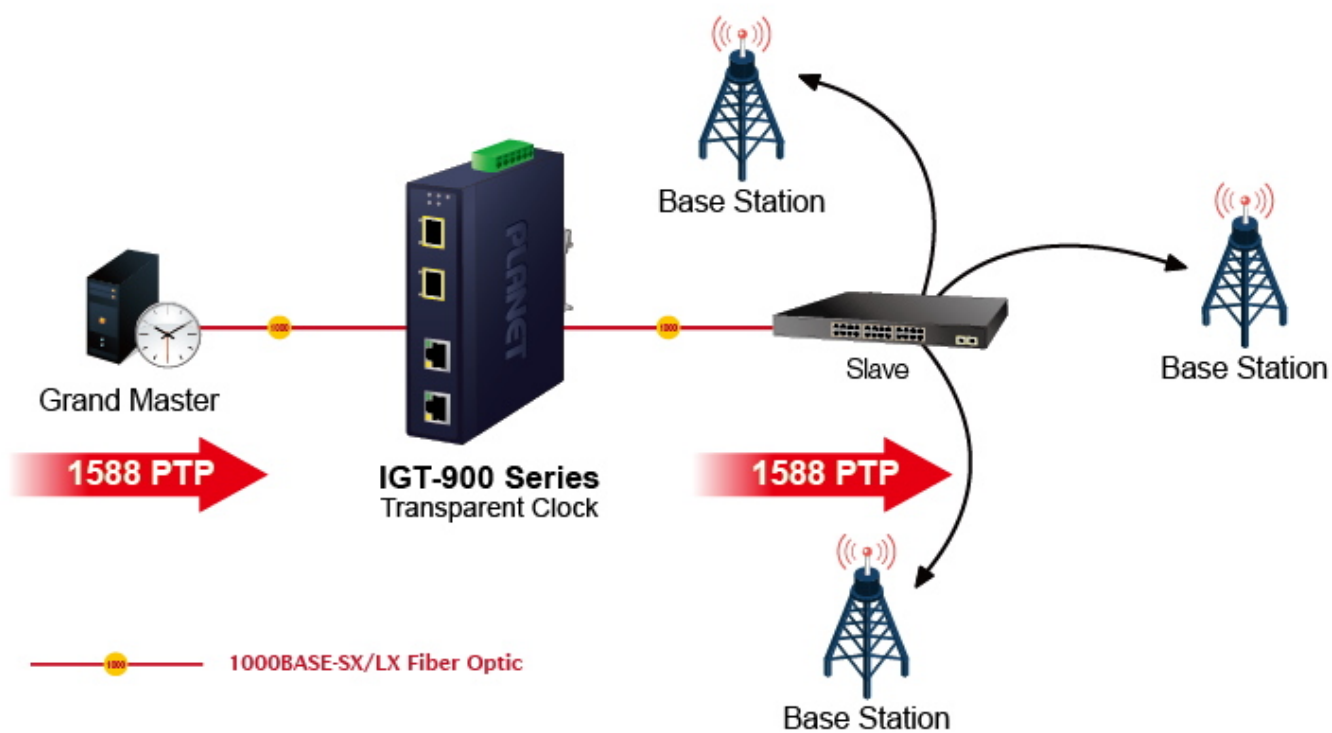 Base Station
PLANET
Base Station
1000
1000
Grand Master
Slave
1588 PTP
IGT-900 Series
Transparent Clock
1588 PTP
1000
1000BASE-SX/LX Fiber Optic
Base Station